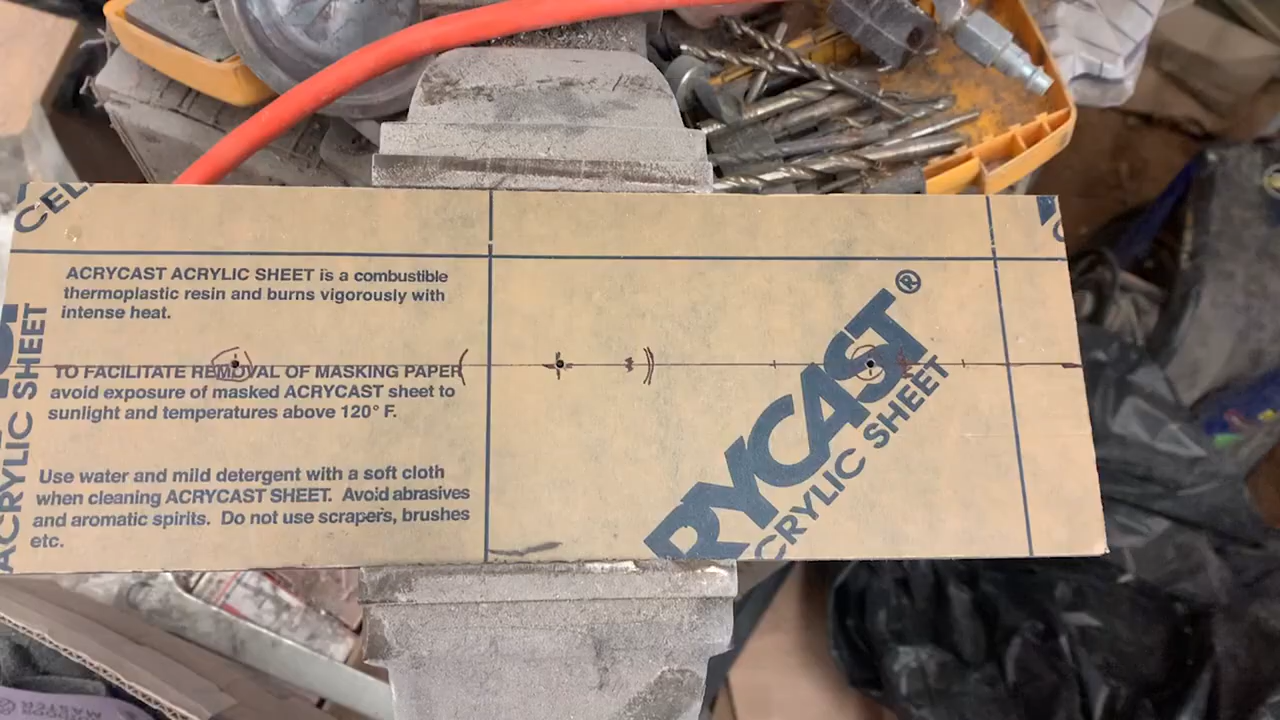 CEL
ACRYLIC SHEET
ACRYCAST ACRYLIC SHEET is a combustible
thermoplastic resin and burns vigorously with
intense heat.
TO FACILITATE REMOVAL OF MASKING PAPER
avoid exposure of masked ACRYCAST sheet to
sunlight and temperatures above 120° F.
Use water and mild detergent with a soft cloth
when cleaning ACRYCAST SHEET. Avoid abrasives
and aromatic spirits. Do not use scrapers, brushes
etc.
RYCAST®
CRYLIC SHEET
MASTER